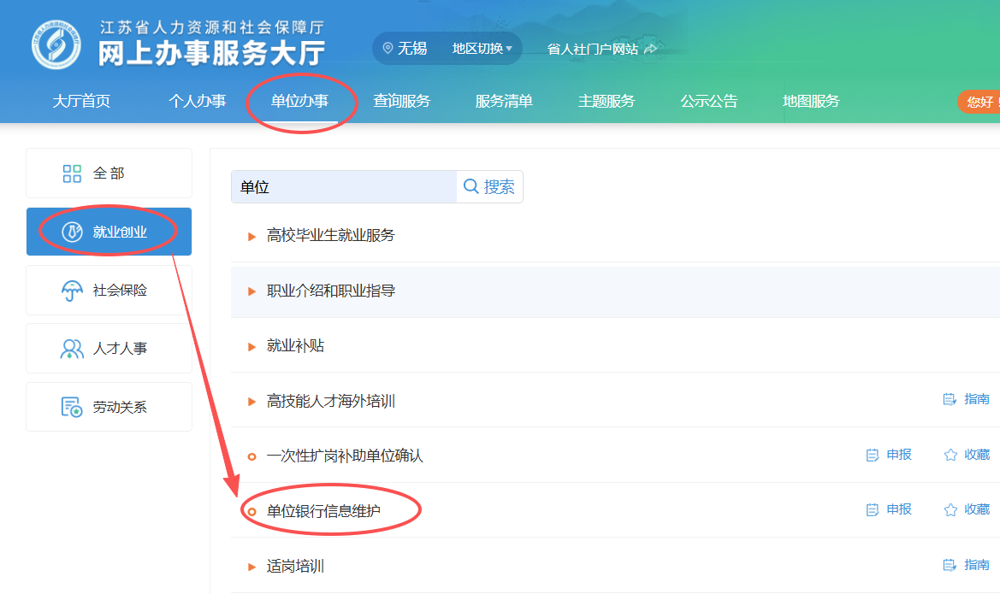 江苏省人力资源和社会保障厅
网上办事服务大厅
无锡 地区切换 省人社门户网站
大厅首页 个人办事 单位办事 查询服务 服务清单 主题服务 公示公告 地图服务 您好
全部
就业创业
社会保险
人才人事
劳动关系
单位 搜索
高校毕业生就业服务
职业介绍和职业指导
就业补贴
高技能人才海外培训 指南
一次性扩岗补助单位确认 申报 收藏
单位银行信息维护 申报 收藏
适岗培训 指南